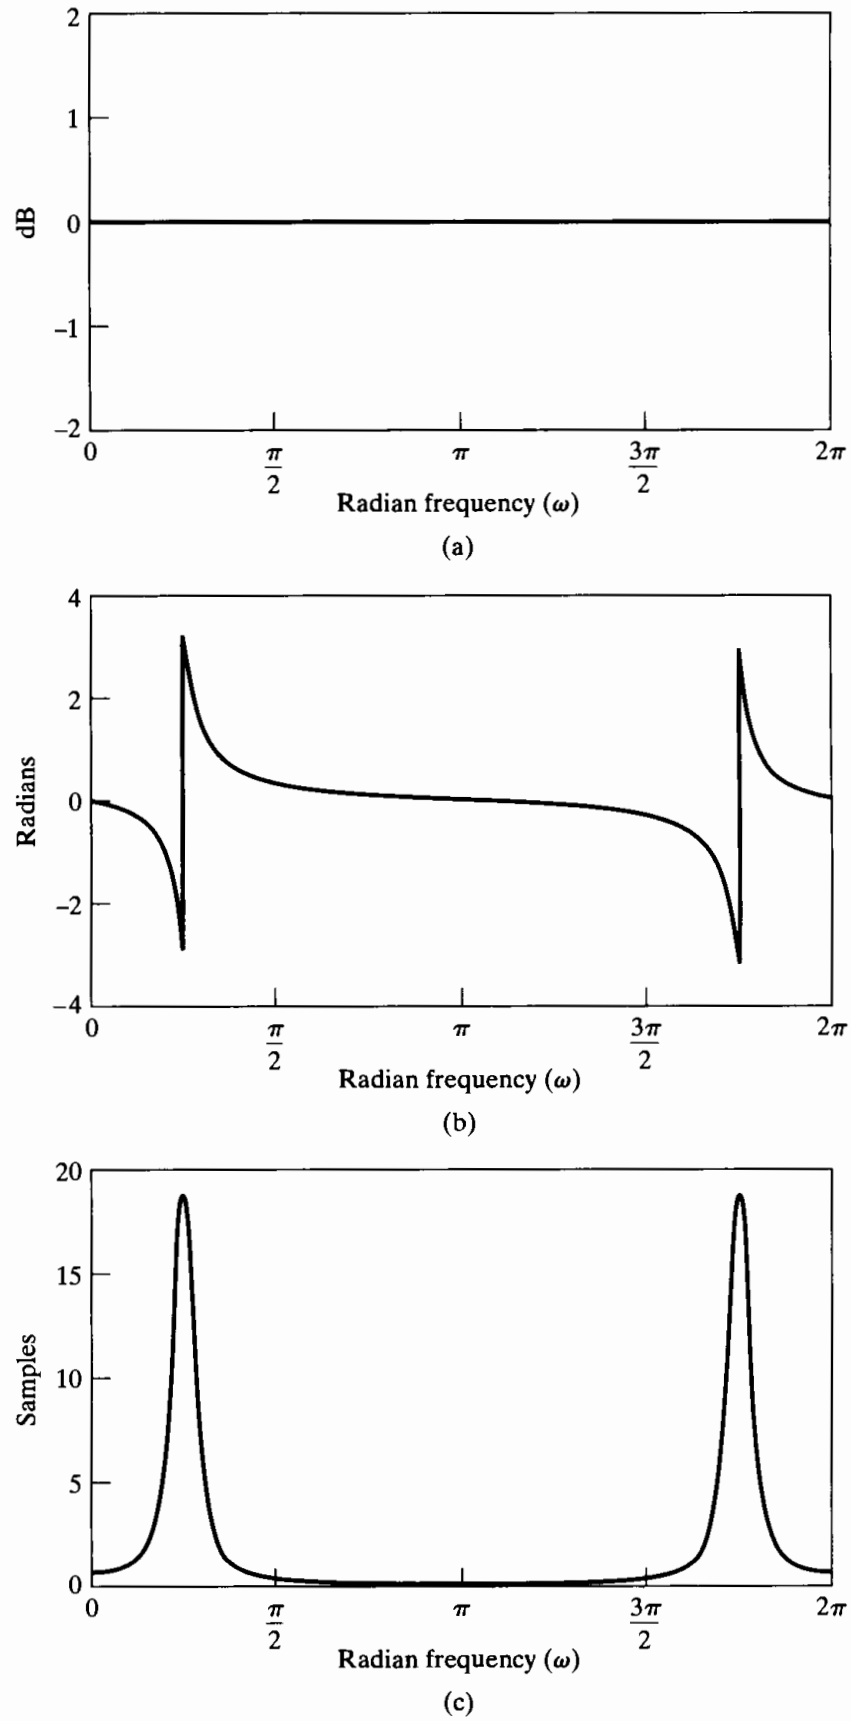 2
1
0
−1
−2
dB
0
π/2
π
3π/2
2π
Radian frequency (ω)
(a)
4
2
0
−2
−4
Radians
0
π/2
π
3π/2
2π
Radian frequency (ω)
(b)
20
15
10
5
0
Samples
0
π/2
π
3π/2
2π
Radian frequency (ω)
(c)